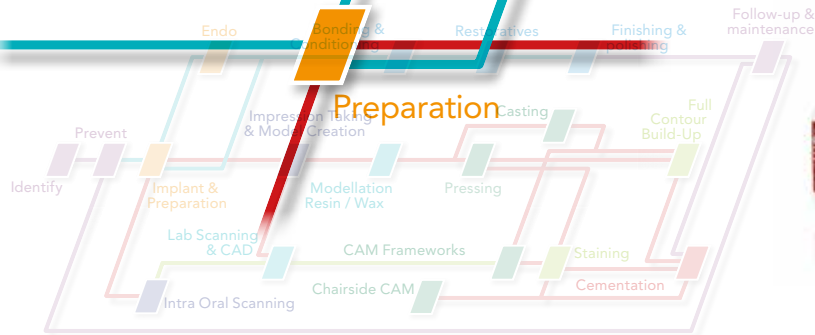 Follow-up &
maintenance
Endo
Bonding &
Conditioning
Restoratives
Finishing &
polishing
Preparation
Casting
Full
Contour
Build-Up
Impression Taking
& Model Creation
Prevent
Identify
Implant &
Preparation
Modellation
Resin / Wax
Pressing
Lab Scanning
& CAD
CAM Frameworks
Staining
Intra Oral Scanning
Chairside CAM
Cementation